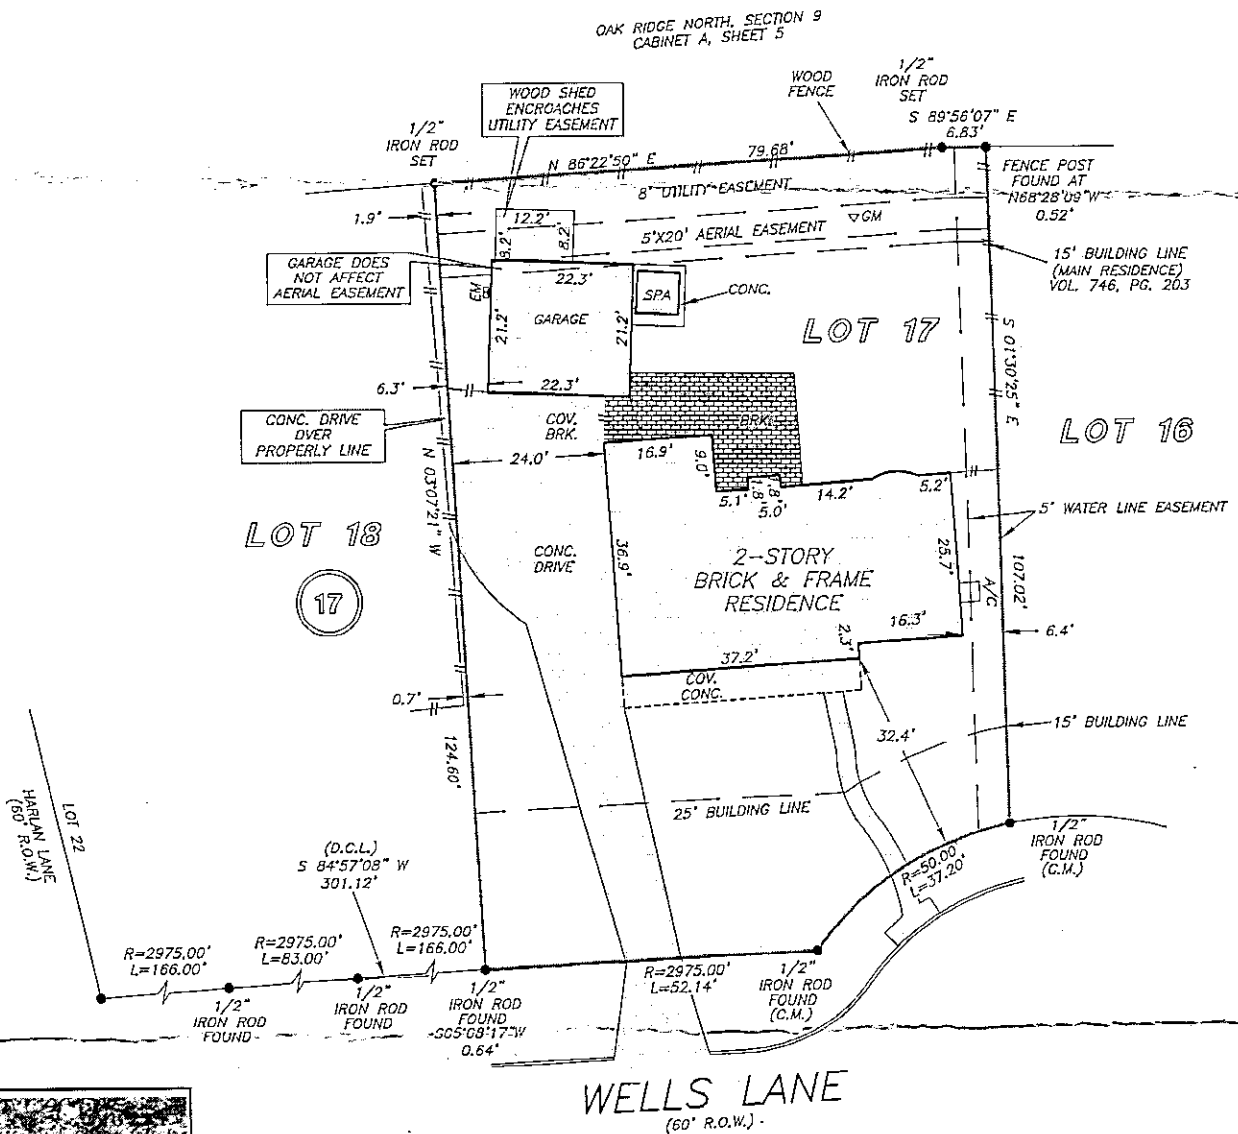 OAK RIDGE NORTH, SECTION 9
CABINET A, SHEET 5
1/2"
IRON ROD
SET
WOOD
FENCE
WOOD SHED
ENCROACHES
UTILITY EASEMENT
1/2"
IRON ROD
SET
S 89°56'07" E
6.83'
N 86°22'50" E
79.68'
FENCE POST
FOUND AT
N68°28'09"W
0.52'
8' UTILITY EASEMENT
1.9'
12.2'
8.2'
8.2'
GM
5'X20' AERIAL EASEMENT
15' BUILDING LINE
(MAIN RESIDENCE)
VOL. 746, PG. 203
GARAGE DOES
NOT AFFECT
AERIAL EASEMENT
22.3'
EM
SPA
CONC.
GARAGE
21.2'
21.2'
LOT 17
S 01°30'25" E
6.3'
22.3'
CONC. DRIVE
OVER
PROPERLY LINE
COV.
BRK.
BRK.
LOT 16
24.0'
16.9'
9.0'
N 03°07'21" W
5.1'
1.8'
1.8'
5.0'
14.2'
5.2'
5' WATER LINE EASEMENT
LOT 18
17
CONC.
DRIVE
36.9'
2-STORY
BRICK & FRAME
RESIDENCE
25.7'
A/C
107.02'
2.3'
16.3'
6.4'
37.2'
COV.
CONC.
0.7'
124.60'
32.4'
15' BUILDING LINE
25' BUILDING LINE
LOT 22
HARLAN LANE
(60' R.O.W.)
(D.C.L.)
S 84°57'08" W
301.12'
1/2"
IRON ROD
FOUND
(C.M.)
R=50.00'
L=37.20'
R=2975.00'
L=166.00'
R=2975.00'
L=83.00'
R=2975.00'
L=166.00'
R=2975.00'
L=52.14'
1/2"
IRON ROD
FOUND
(C.M.)
1/2"
IRON ROD
FOUND
1/2"
IRON ROD
FOUND
1/2"
IRON ROD
FOUND
S05°08'17"W
0.64'
WELLS LANE
(60' R.O.W.)